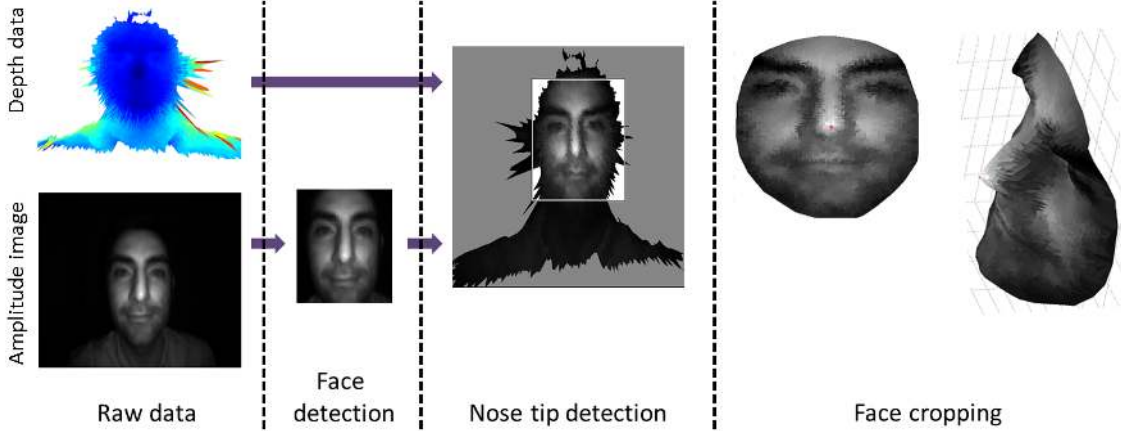 Depth data
Amplitude image
Raw data
Face
detection
Nose tip detection
Face cropping